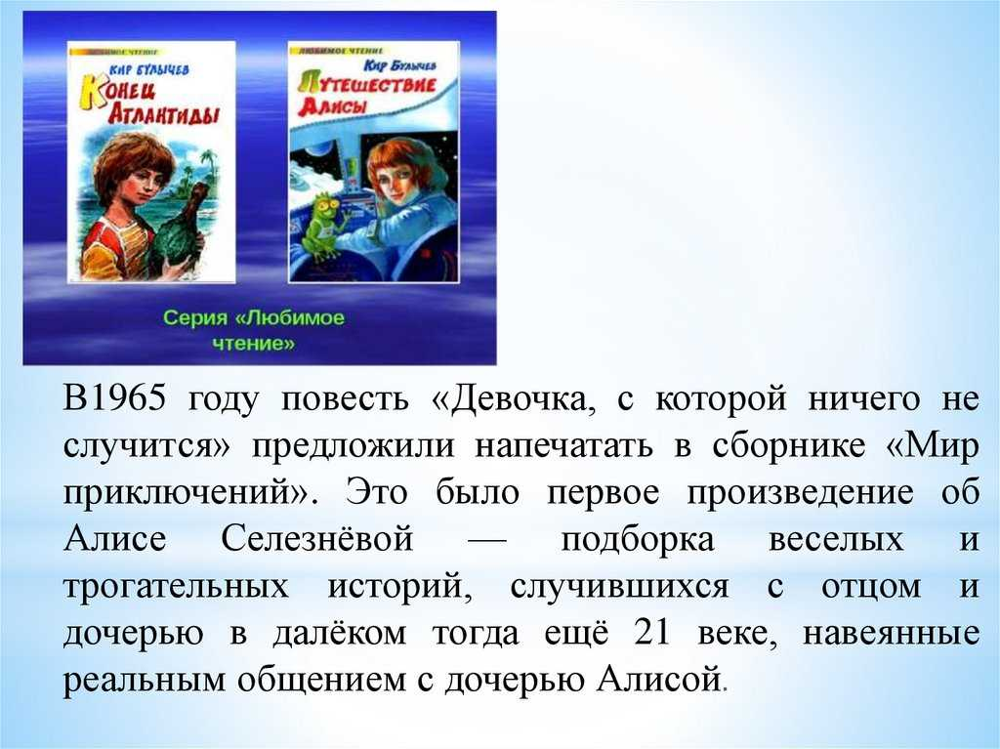 ЛЮБИМОЕ ЧТЕНИЕ
КИР БУЛЫЧЕВ
КОНЕЦ
АТЛАНТИДЫ
ЛЮБИМОЕ ЧТЕНИЕ
КИР БУЛЫЧЕВ
ПУТЕШЕСТВИЕ
АЛИСЫ
Серия «Любимое
чтение»
В1965 году повесть «Девочка, с которой ничего не
случится» предложили напечатать в сборнике «Мир
приключений». Это было первое произведение об
Алисе Селезнёвой — подборка веселых и
трогательных историй, случившихся с отцом и
дочерью в далёком тогда ещё 21 веке, навеянные
реальным общением с дочерью Алисой.